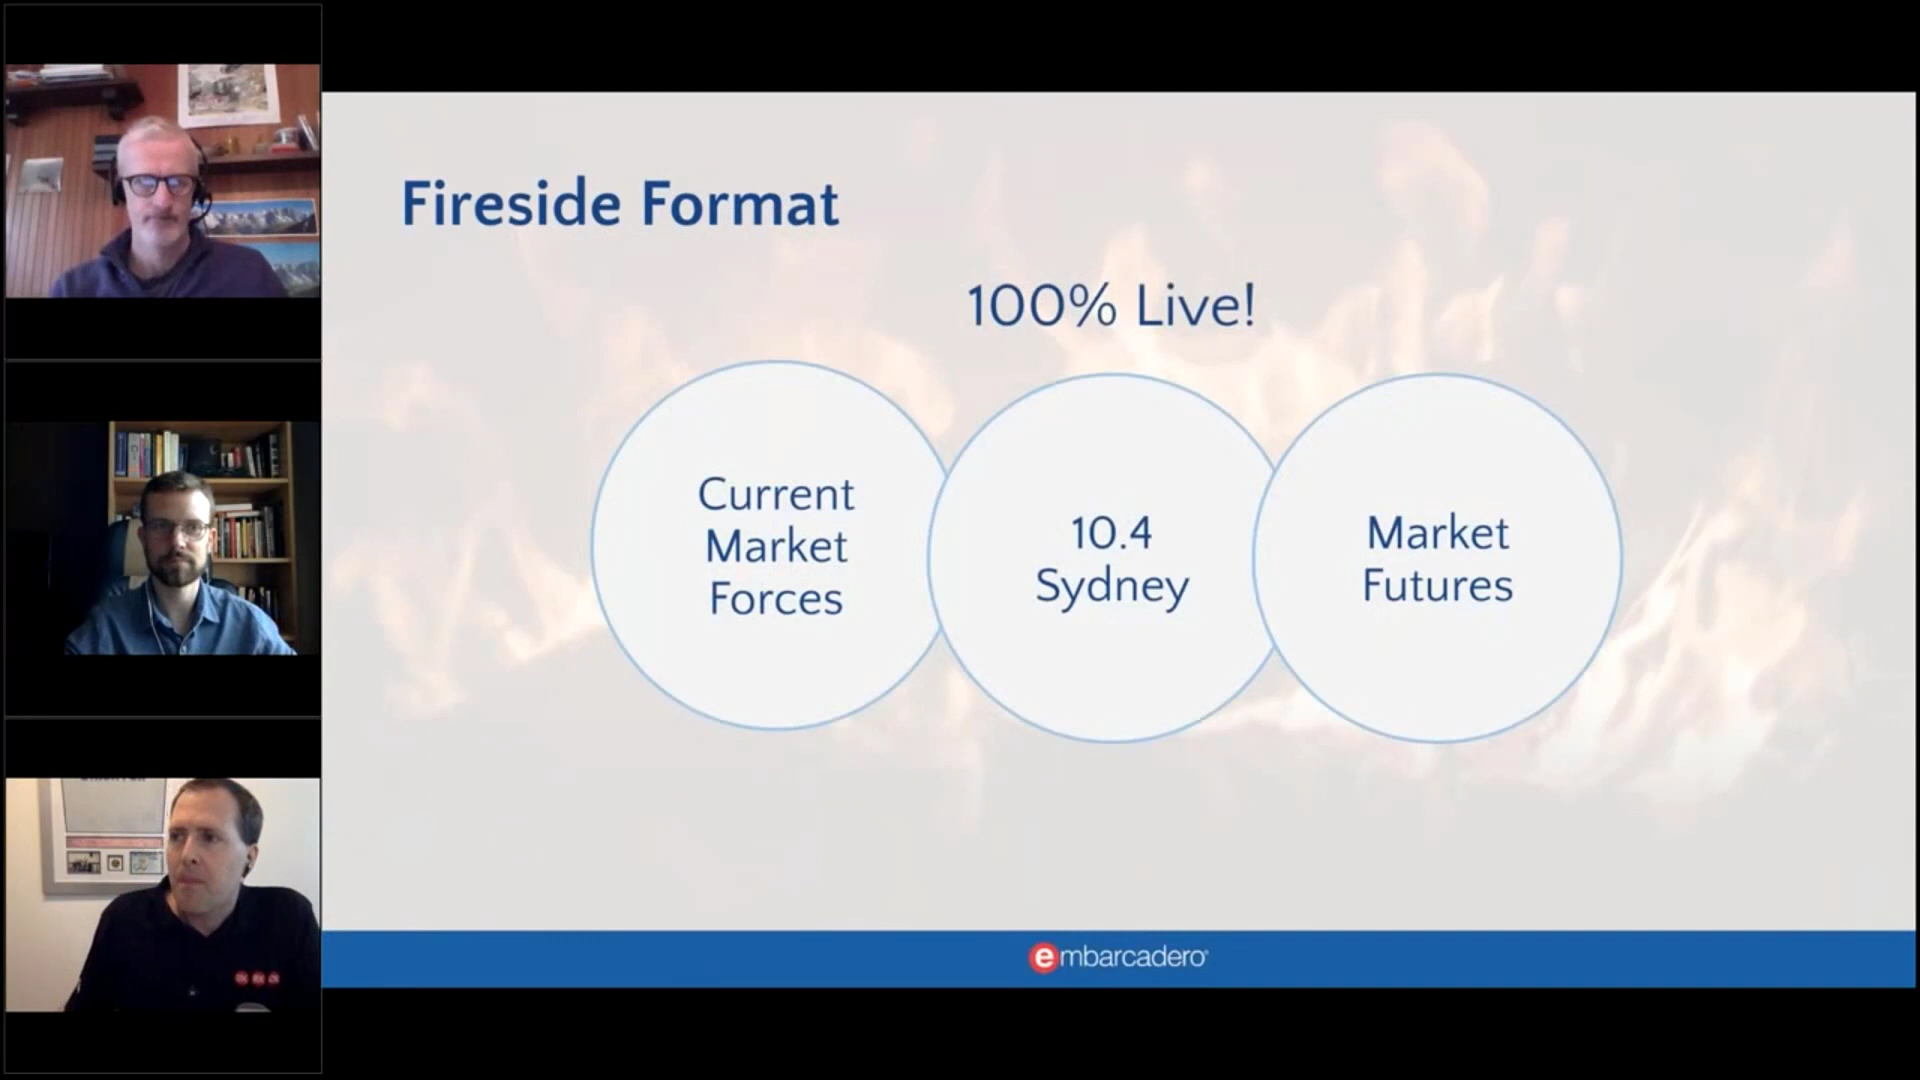 Fireside Format
100% Live!
Current
Market
Forces
10.4
Sydney
Market
Futures
embarcadero